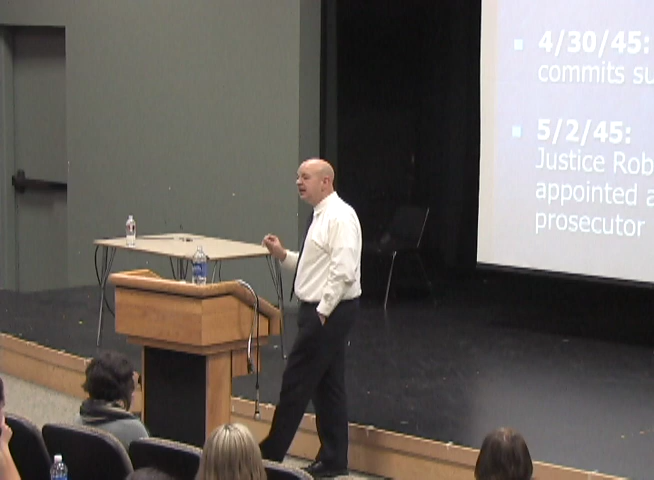 4/30/45:
commits su
5/2/45:
Justice Rob
appointed a
prosecutor